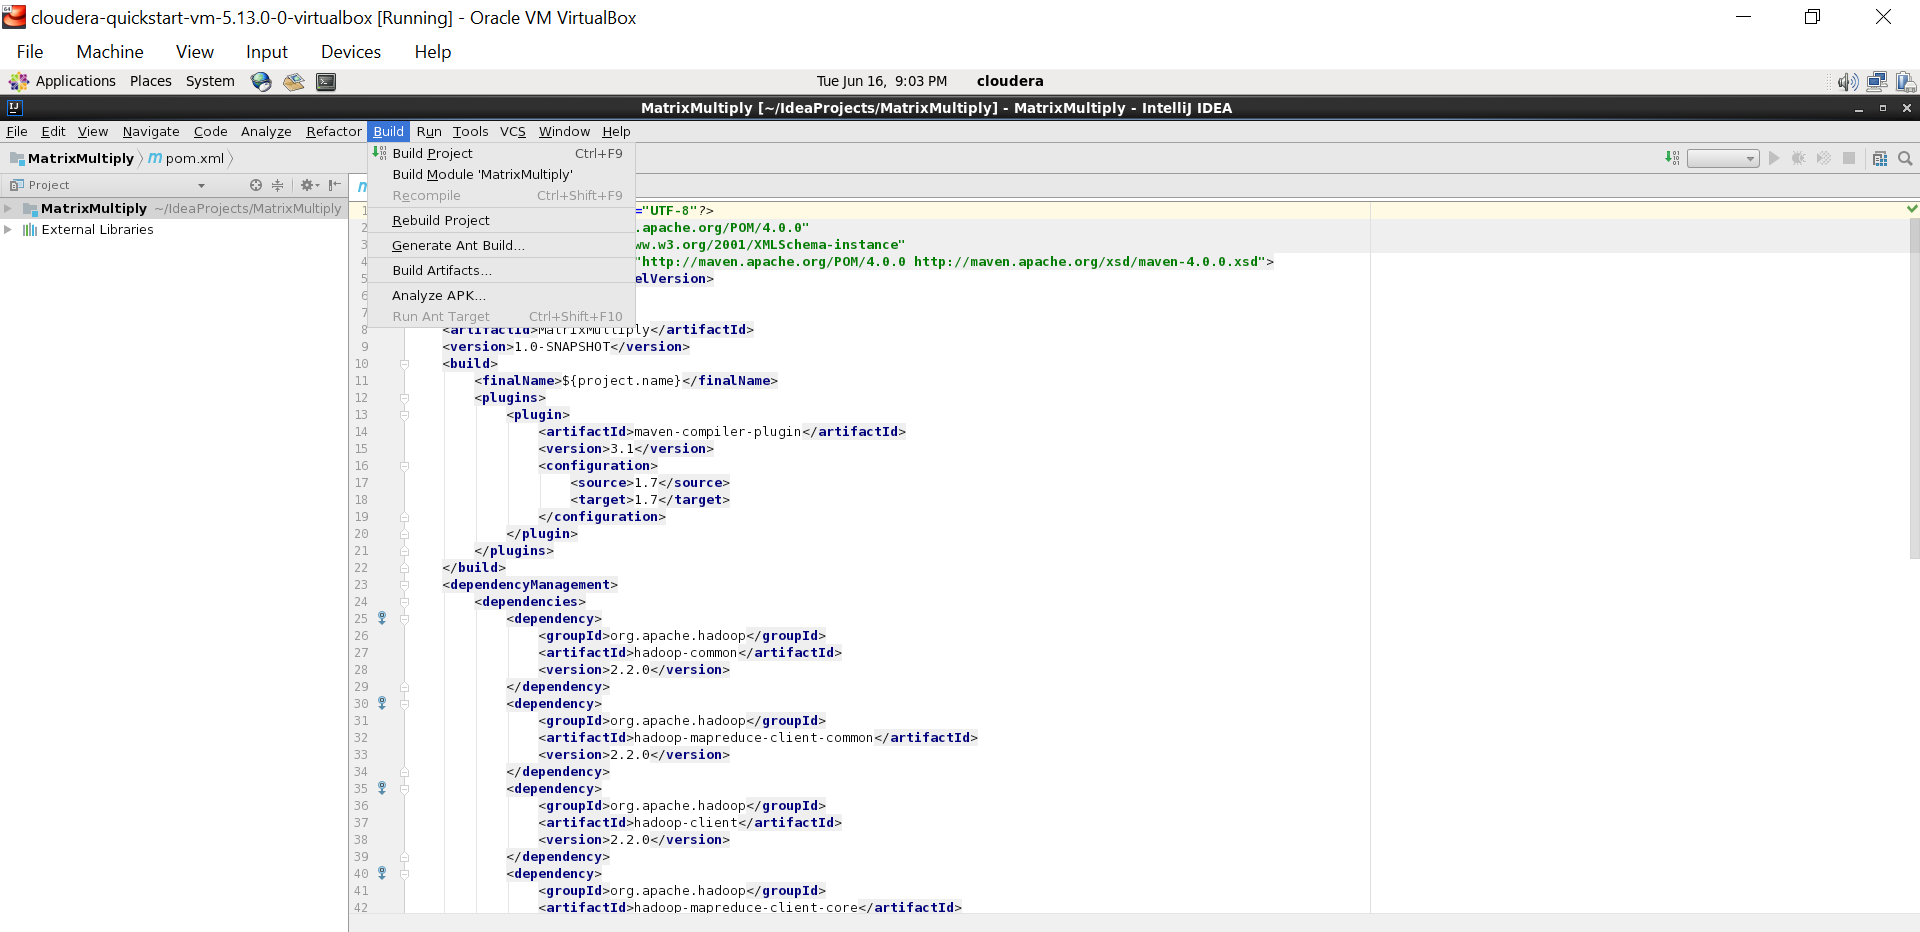 cloudera-quickstart-vm-5.13.0-0-virtualbox [Running] - Oracle VM VirtualBox
File Machine View Input Devices Help
Applications Places System Tue Jun 16, 9:03 PM cloudera
MatrixMultiply [~/IdeaProjects/MatrixMultiply] - MatrixMultiply - IntelliJ IDEA
File Edit View Navigate Code Analyze Refactor Build Run Tools VCS Window Help
MatrixMultiply pom.xml
Project
MatrixMultiply ~/IdeaProjects/MatrixMultiply
External Libraries
Build Project Ctrl+F9
Build Module 'MatrixMultiply'
Recompile Ctrl+Shift+F9
Rebuild Project
Generate Ant Build...
Build Artifacts...
Analyze APK...
Run Ant Target Ctrl+Shift+F10
1 ="UTF-8"?>
2 .apache.org/POM/4.0.0"
3 ww.w3.org/2001/XMLSchema-instance"
4 "http://maven.apache.org/POM/4.0.0 http://maven.apache.org/xsd/maven-4.0.0.xsd">
5 elVersion>
6
7
8 <artifactId>MatrixMultiply</artifactId>
9 <version>1.0-SNAPSHOT</version>
10 <build>
11 <finalName>${project.name}</finalName>
12 <plugins>
13 <plugin>
14 <artifactId>maven-compiler-plugin</artifactId>
15 <version>3.1</version>
16 <configuration>
17 <source>1.7</source>
18 <target>1.7</target>
19 </configuration>
20 </plugin>
21 </plugins>
22 </build>
23 <dependencyManagement>
24 <dependencies>
25 <dependency>
26 <groupId>org.apache.hadoop</groupId>
27 <artifactId>hadoop-common</artifactId>
28 <version>2.2.0</version>
29 </dependency>
30 <dependency>
31 <groupId>org.apache.hadoop</groupId>
32 <artifactId>hadoop-mapreduce-client-common</artifactId>
33 <version>2.2.0</version>
34 </dependency>
35 <dependency>
36 <groupId>org.apache.hadoop</groupId>
37 <artifactId>hadoop-client</artifactId>
38 <version>2.2.0</version>
39 </dependency>
40 <dependency>
41 <groupId>org.apache.hadoop</groupId>
42 <artifactId>hadoop-mapreduce-client-core</artifactId>